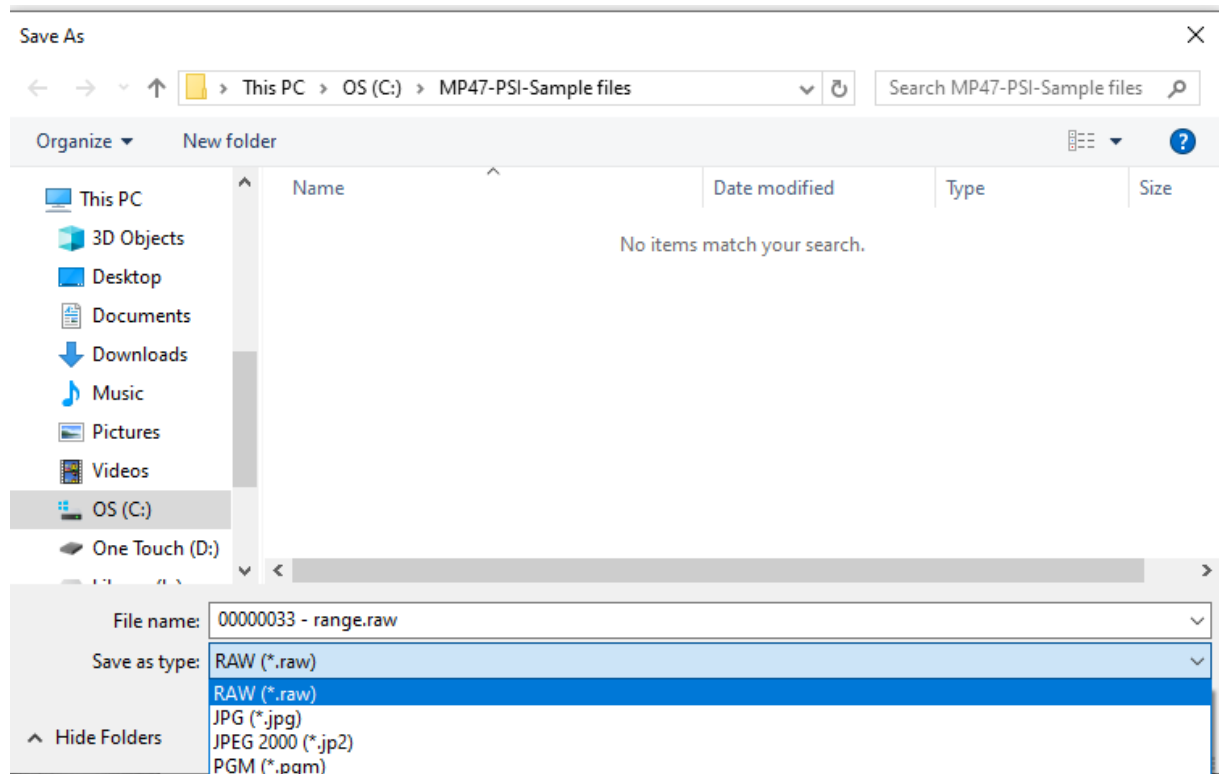 Save As
This PC > OS (C:) > MP47-PSI-Sample files
Search MP47-PSI-Sample files
Organize
New folder
Name
Date modified
Type
Size
No items match your search.
This PC
3D Objects
Desktop
Documents
Downloads
Music
Pictures
Videos
OS (C:)
One Touch (D:)
File name: 00000033 - range.raw
Save as type: RAW (*.raw)
RAW (*.raw)
JPG (*.jpg)
JPEG 2000 (*.jp2)
PGM (*.pgm)
Hide Folders